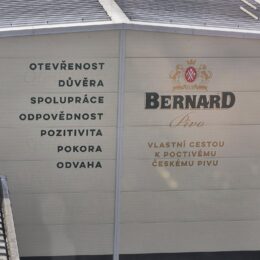 OTEVŘENOST
DŮVĚRA
SPOLUPRÁCE
ODPOVĚDNOST
POZITIVITA
POKORA
ODVAHA
BERNARD
Pivo
VLASTNÍ CESTOU
K POCTIVÉMU
ČESKÉMU PIVU